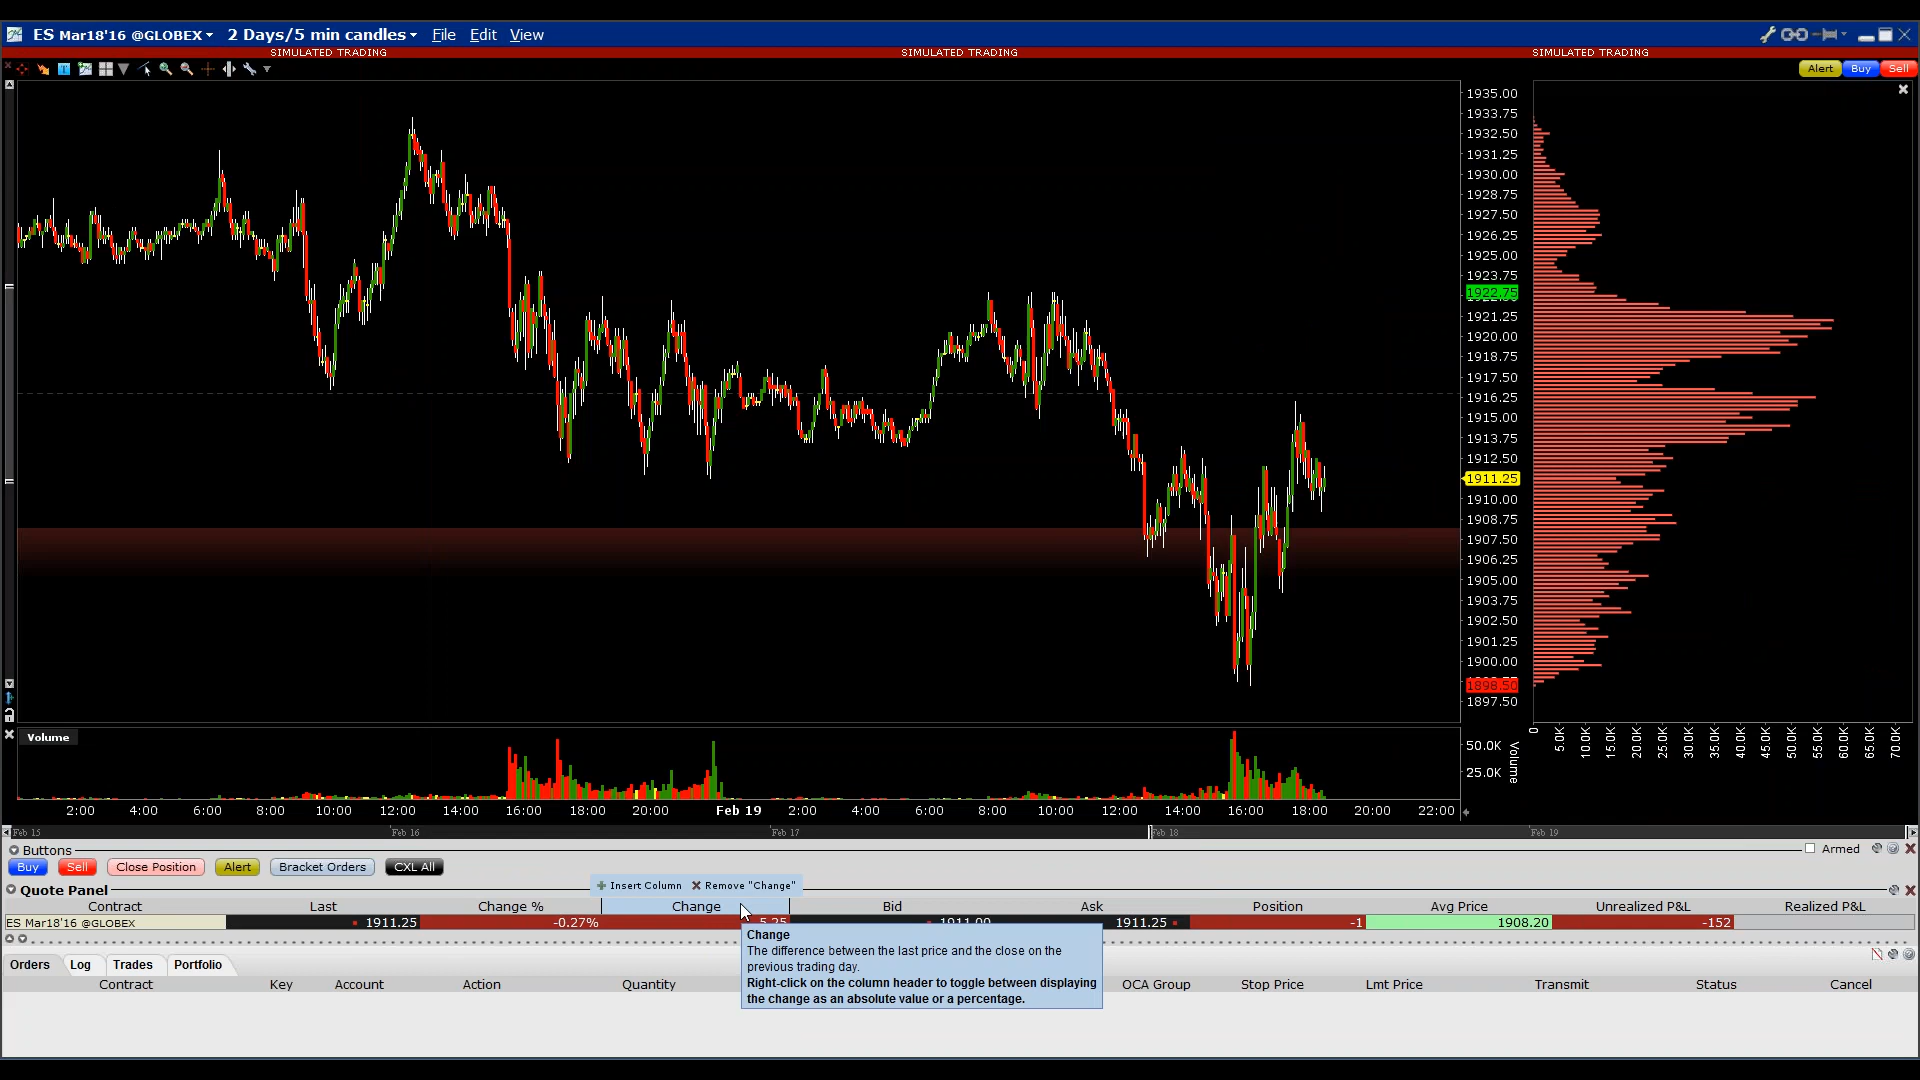 ES Mar18'16 @GLOBEX 2 Days/5 min candles File Edit View
SIMULATED TRADING SIMULATED TRADING SIMULATED TRADING
Alert Buy Sell
1935.00
1933.75
1932.50
1931.25
1930.00
1928.75
1927.50
1926.25
1925.00
1923.75
1922.75
1921.25
1920.00
1918.75
1917.50
1916.25
1915.00
1913.75
1912.50
1911.25
1910.00
1908.75
1907.50
1906.25
1905.00
1903.75
1902.50
1901.25
1900.00
1898.50
1897.50
Volume
50.0K
25.0K
Volume
0 5.0K 10.0K 15.0K 20.0K 25.0K 30.0K 35.0K 40.0K 45.0K 50.0K 55.0K 60.0K 65.0K 70.0K
2:00 4:00 6:00 8:00 10:00 12:00 14:00 16:00 18:00 20:00 Feb 19 2:00 4:00 6:00 8:00 10:00 12:00 14:00 16:00 18:00 20:00 22:00
Feb 15 Feb 16 Feb 17 Feb 18 Feb 19
Buttons Armed
Buy Sell Close Position Alert Bracket Orders CXL All
Quote Panel Insert Column Remove "Change"
Contract Last Change % Change Bid Ask Position Avg Price Unrealized P&L Realized P&L
ES Mar18'16 @GLOBEX 1911.25 -0.27% 5.25 1911.00 1911.25 -1 1908.20 -152
Change
The difference between the last price and the close on the
previous trading day.
Right-click on the column header to toggle between displaying
the change as an absolute value or a percentage.
Orders Log Trades Portfolio
Contract Key Account Action Quantity OCA Group Stop Price Lmt Price Transmit Status Cancel